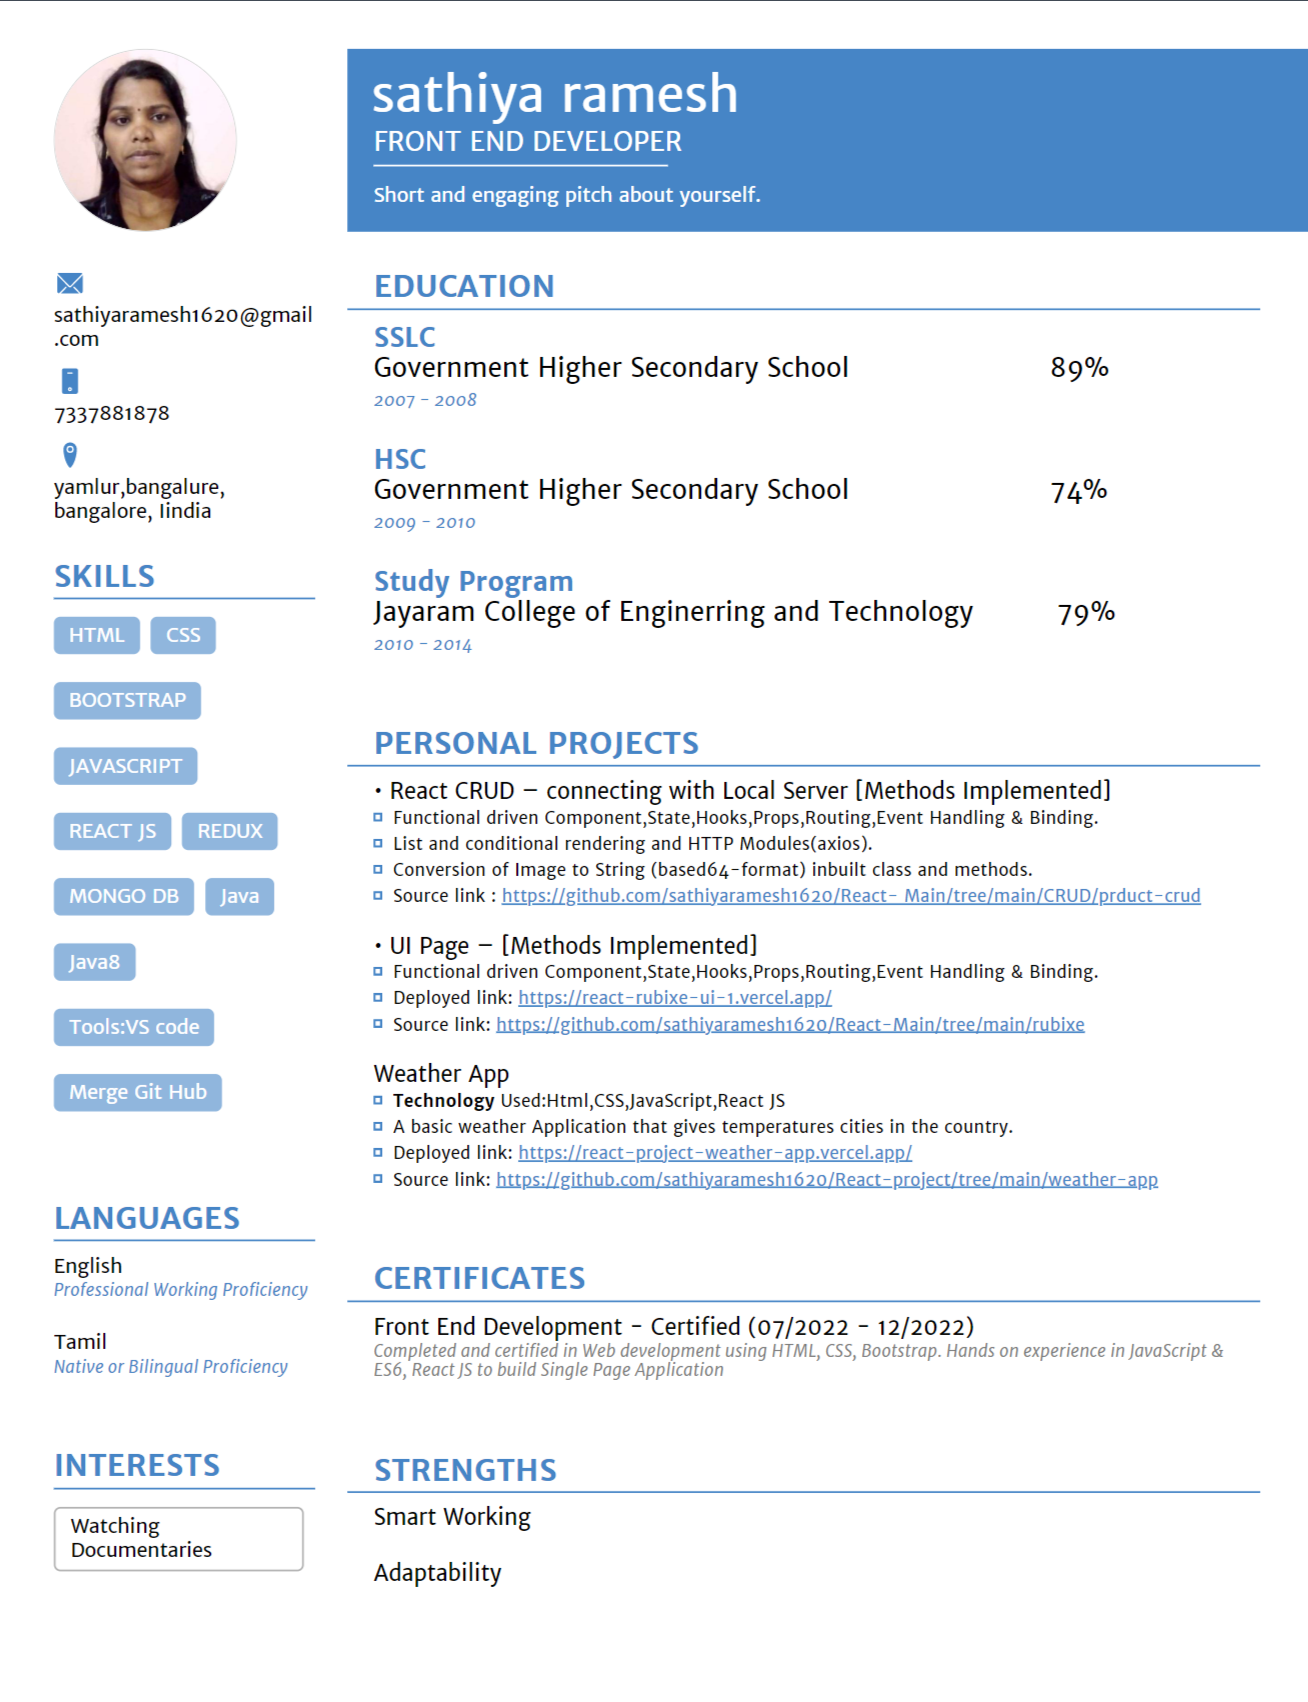 sathiya ramesh
FRONT END DEVELOPER
Short and engaging pitch about yourself.
sathiyaramesh1620@gmail
.com
7337881878
yamlur,bangalure,
bangalore, Iindia
SKILLS
HTML CSS
BOOTSTRAP
JAVASCRIPT
REACT JS REDUX
MONGO DB Java
Java8
Tools:VS code
Merge Git Hub
LANGUAGES
English
Professional Working Proficiency
Tamil
Native or Bilingual Proficiency
INTERESTS
Watching
Documentaries
EDUCATION
SSLC
Government Higher Secondary School 89%
2007 - 2008
HSC
Government Higher Secondary School 74%
2009 - 2010
Study Program
Jayaram College of Enginerring and Technology 79%
2010 - 2014
PERSONAL PROJECTS
• React CRUD – connecting with Local Server [Methods Implemented]
Functional driven Component,State,Hooks,Props,Routing,Event Handling & Binding.
List and conditional rendering and HTTP Modules(axios).
Conversion of Image to String (based64-format) inbuilt class and methods.
Source link : https://github.com/sathiyaramesh1620/React- Main/tree/main/CRUD/prduct-crud
• UI Page – [Methods Implemented]
Functional driven Component,State,Hooks,Props,Routing,Event Handling & Binding.
Deployed link: https://react-rubixe-ui-1.vercel.app/
Source link: https://github.com/sathiyaramesh1620/React-Main/tree/main/rubixe
Weather App
Technology Used:Html,CSS,JavaScript,React JS
A basic weather Application that gives temperatures cities in the country.
Deployed link: https://react-project-weather-app.vercel.app/
Source link: https://github.com/sathiyaramesh1620/React-project/tree/main/weather-app
CERTIFICATES
Front End Development - Certified (07/2022 - 12/2022)
Completed and certified in Web development using HTML, CSS, Bootstrap. Hands on experience in JavaScript &
ES6, React JS to build Single Page Application
STRENGTHS
Smart Working
Adaptability